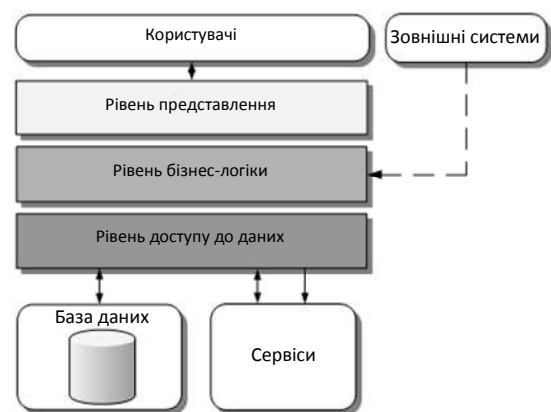 Користувачі
Зовнішні системи
Рівень представлення
Рівень бізнес-логіки
Рівень доступу до даних
База даних
Сервіси